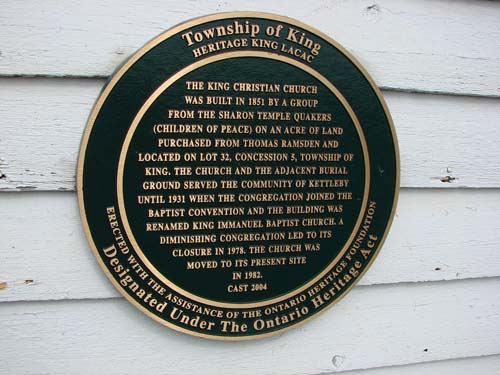 Township of King
HERITAGE KING LACAC
THE KING CHRISTIAN CHURCH
WAS BUILT IN 1851 BY A GROUP
FROM THE SHARON TEMPLE QUAKERS
(CHILDREN OF PEACE) ON AN ACRE OF LAND
PURCHASED FROM THOMAS RAMSDEN AND
LOCATED ON LOT 32, CONCESSION 5, TOWNSHIP OF
KING. THE CHURCH AND THE ADJACENT BURIAL
GROUND SERVED THE COMMUNITY OF KETTLEBY
UNTIL 1931 WHEN THE CONGREGATION JOINED THE
BAPTIST CONVENTION AND THE BUILDING WAS
RENAMED KING IMMANUEL BAPTIST CHURCH. A
DIMINISHING CONGREGATION LED TO ITS
CLOSURE IN 1978. THE CHURCH WAS
MOVED TO ITS PRESENT SITE
IN 1982.
CAST 2004
ERECTED WITH THE ASSISTANCE OF THE ONTARIO HERITAGE FOUNDATION
Designated Under The Ontario Heritage Act